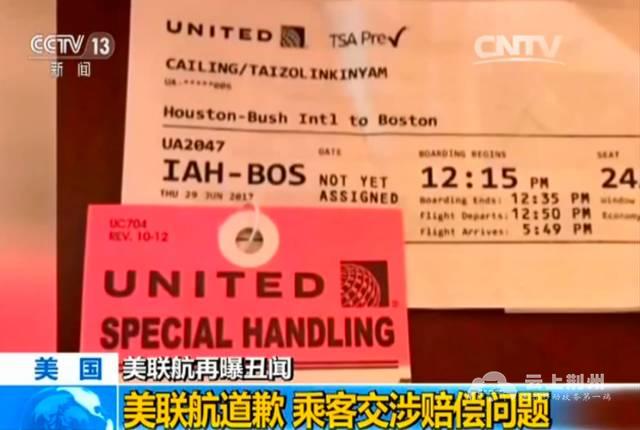 CCTV 13
新闻
CNTV
UNITED
TSA Pre✓
CAILING/TAIZOLINKINYAM
UA-*****005
Houston-Bush Intl to Boston
UA2047
IAH-BOS
THU 29 JUN 2017
GATE
NOT YET
ASSIGNED
BOARDING BEGINS
12:15 PM
Boarding Ends: 12:35 PM
Flight Departs: 12:50 PM
Flight Arrives: 5:49 PM
SEAT
24
Window
Econom
UC704
REV. 10-12
UNITED
SPECIAL HANDLING
美国
美联航再曝丑闻
美联航道歉 乘客交涉赔偿问题
云上荆州